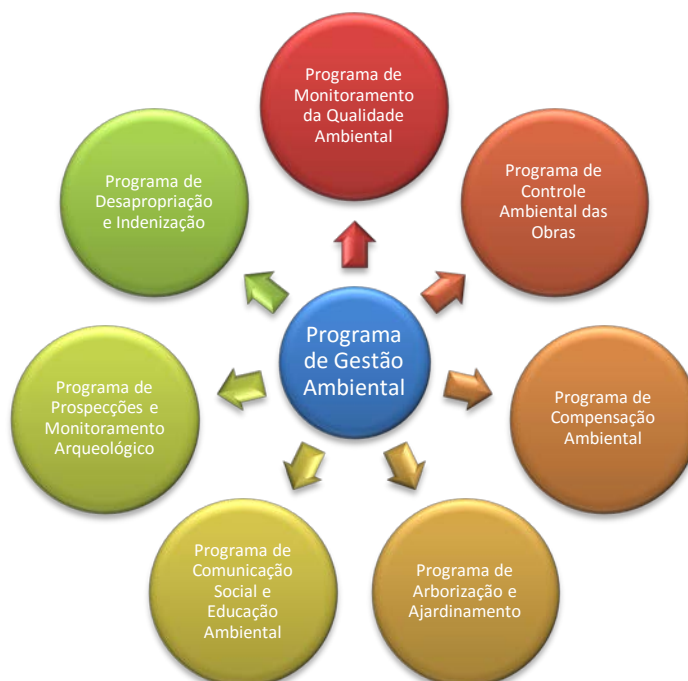 Programa de
Monitoramento
da Qualidade
Ambiental
Programa de
Controle
Ambiental das
Obras
Programa de
Compensação
Ambiental
Programa de
Arborização e
Ajardinamento
Programa de
Comunicação
Social e
Educação
Ambiental
Programa de
Prospecções e
Monitoramento
Arqueológico
Programa de
Desapropriação
e Indenização
Programa
de Gestão
Ambiental